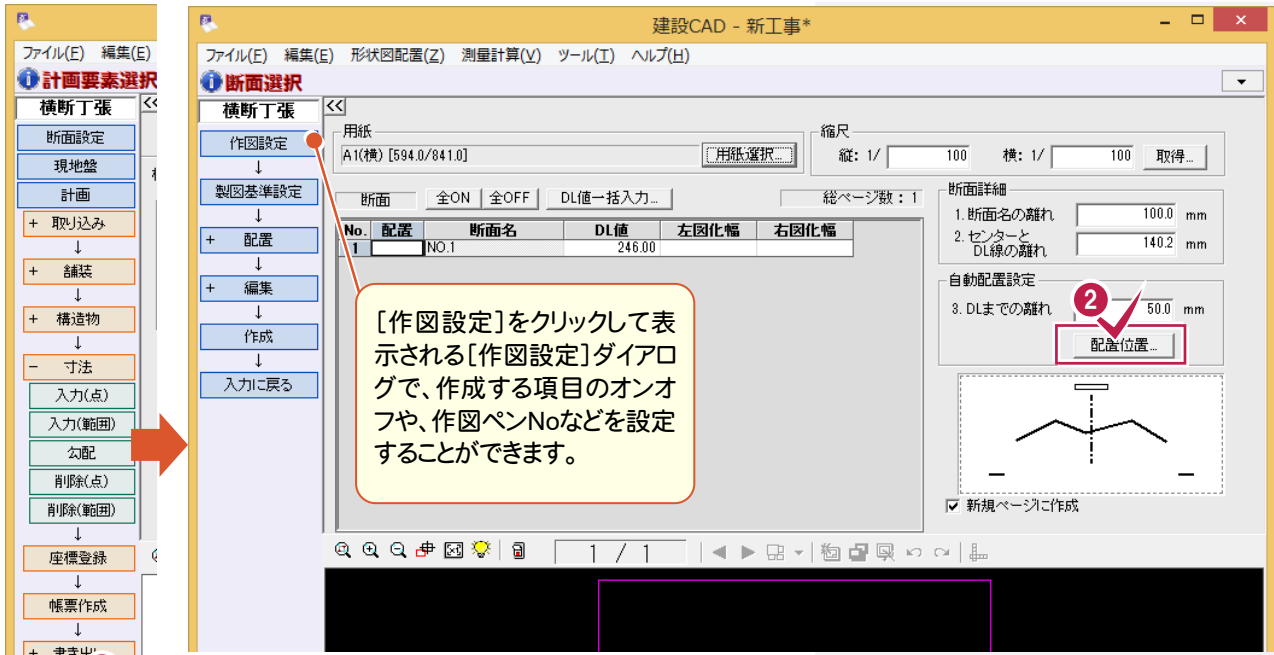 ファイル(F) 編集(E)
計画要素選択
横断丁張
<<
断面設定
現地盤
計画
+ 取り込み
↓
+ 舗装
↓
+ 構造物
↓
- 寸法
入力(点)
入力(範囲)
勾配
削除(点)
削除(範囲)
↓
座標登録
↓
帳票作成
↓
建設CAD - 新工事*
ファイル(F) 編集(E) 形状図配置(Z) 測量計算(V) ツール(T) ヘルプ(H)
断面選択
横断丁張
<<
作図設定
↓
製図基準設定
↓
+ 配置
↓
+ 編集
↓
作成
↓
入力に戻る
用紙
A1(横) [594.0/841.0]
用紙選択...
縮尺
縦: 1/ 100 横: 1/ 100 取得...
断面 全ON 全OFF DL値一括入力... 総ページ数 : 1
No. 配置 断面名 DL値 左図化幅 右図化幅
1 NO.1 246.00
断面詳細
1. 断面名の離れ 100.0 mm
2. センターと
DL線の離れ 140.2 mm
自動配置設定
3. DLまでの離れ 50.0 mm
2
配置位置...
新規ページに作成
[作図設定]をクリックして表
示される[作図設定]ダイアロ
グで、作成する項目のオンオ
フや、作図ペンNoなどを設定
することができます。
1 / 1